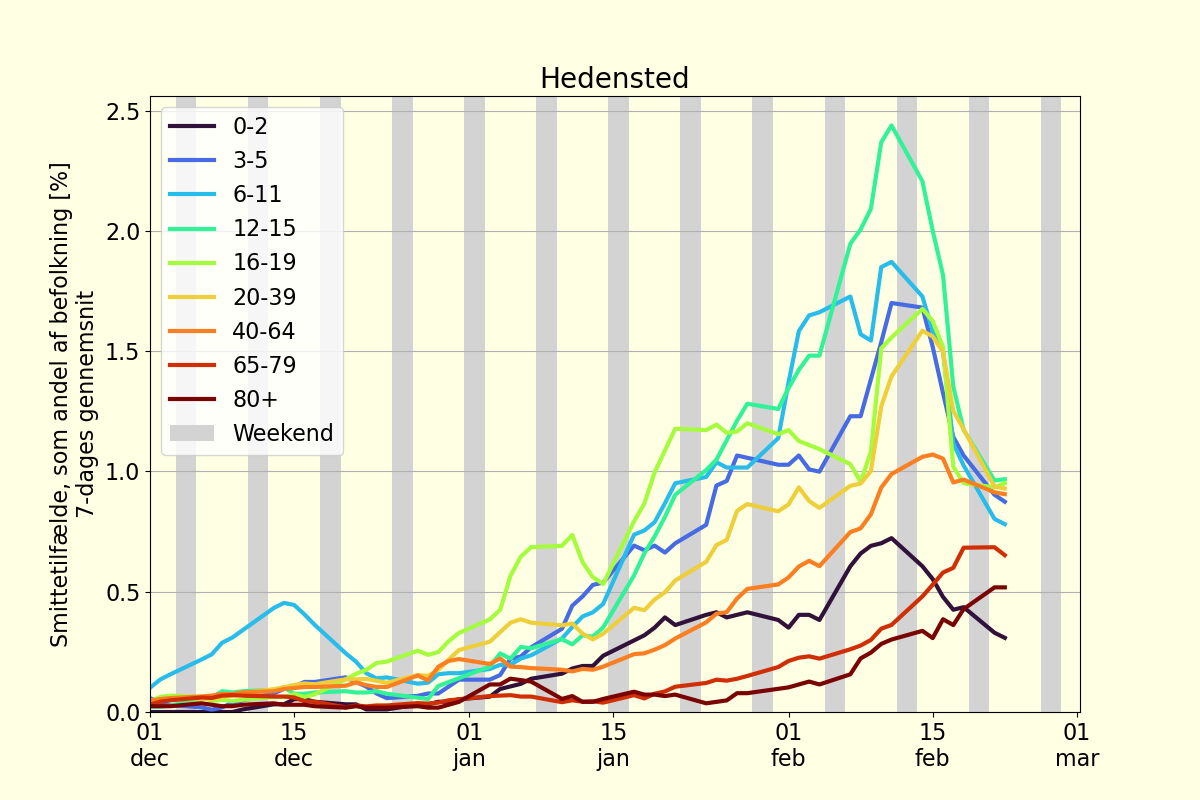 Hedensted
Smittetilfælde, som andel af befolkning [%]
7-dages gennemsnit
2.5
2.0
1.5
1.0
0.5
0.0
0-2
3-5
6-11
12-15
16-19
20-39
40-64
65-79
80+
Weekend
01 15 01 15 01 15 01
dec dec jan jan feb feb mar